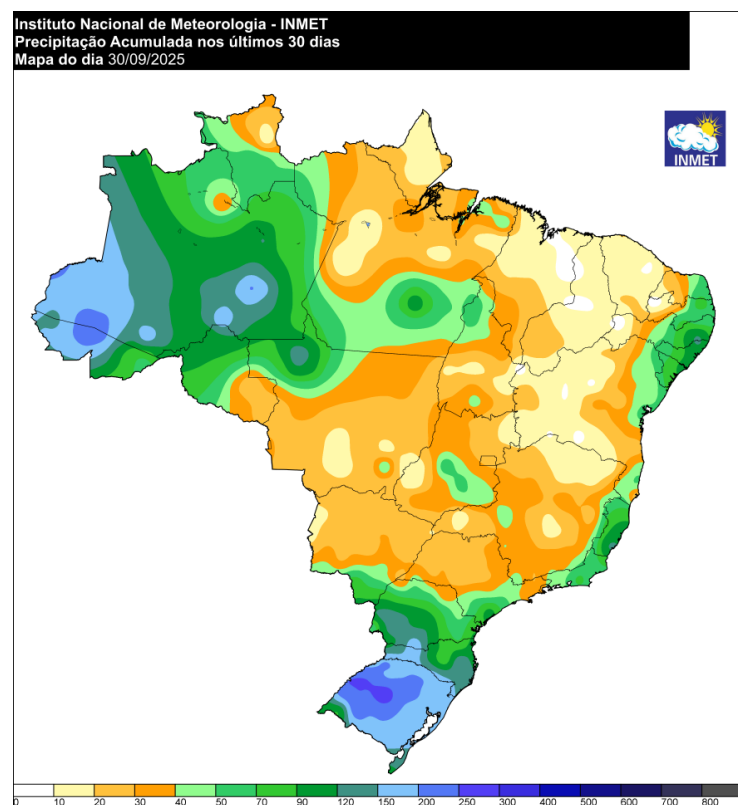 Instituto Nacional de Meteorologia - INMET
Precipitação Acumulada nos últimos 30 dias
Mapa do dia 30/09/2025
INMET
0 10 20 30 40 50 70 90 120 150 200 250 300 400 500 600 700 800